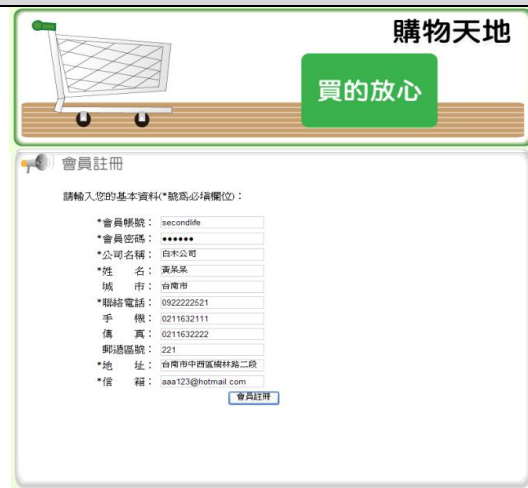 購物天地
買的放心
會員註冊
請輸入您的基本資料(*號為必填欄位)：
*會員帳號： secondlife
*會員密碼： ●●●●●●
*公司名稱： 白木公司
*姓　名： 黃呆呆
城　市： 台南市
*聯絡電話： 0922222521
手　機： 0211632111
傳　真： 0211632222
郵遞區號： 221
*地　址： 台南市中西區樹林路二段
*信　箱： aaa123@hotmail.com
會員註冊